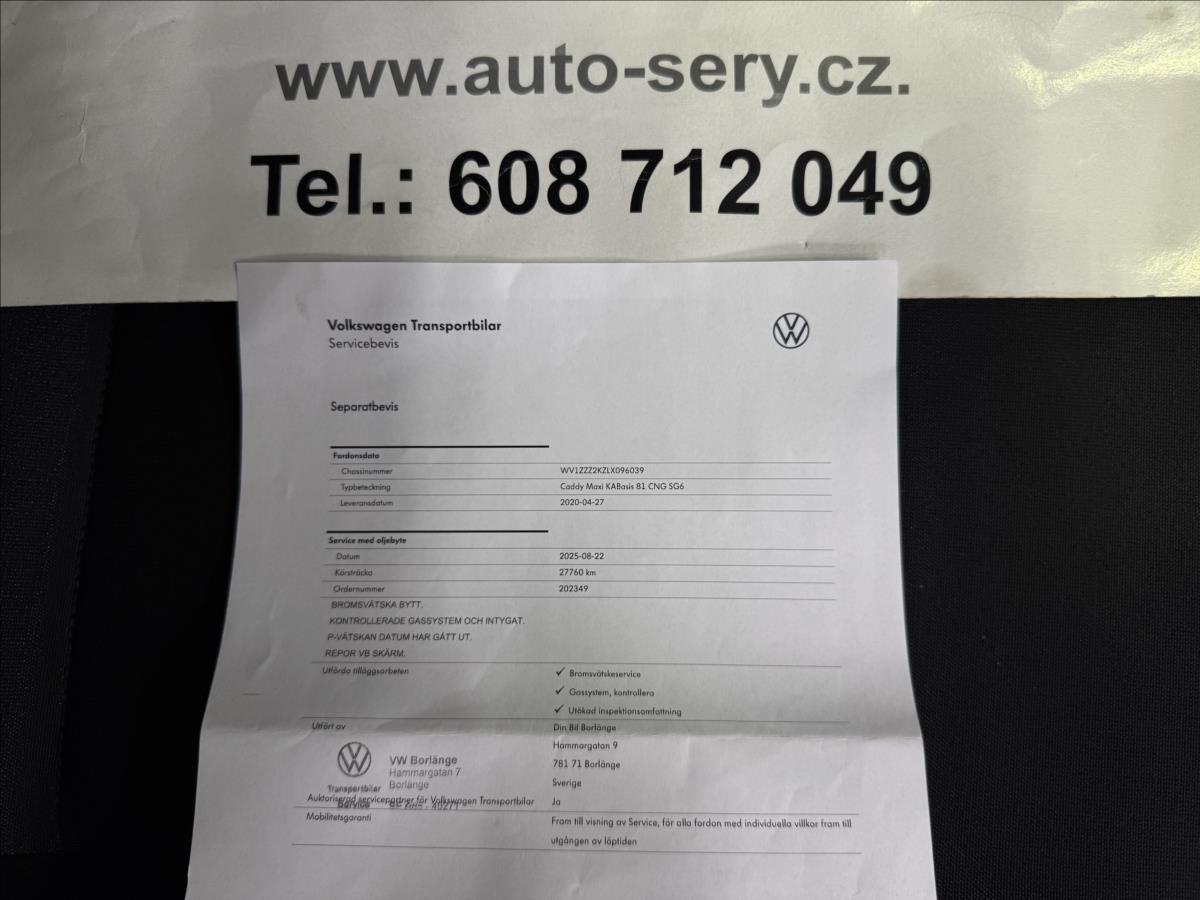 www.auto-sery.cz.
Tel.: 608 712 049
Volkswagen Transportbilar
Servicebevis
Separatbevis
Fordonsdata
Chassinummer WV1ZZZ2KZLX096039
Typbeteckning Caddy Maxi KABasis 81 CNG SG6
Leveransdatum 2020-04-27
Service med oljebyte
Datum 2025-08-22
Körsträcka 27760 km
Ordernummer 202349
BROMSVÄTSKA BYTT.
KONTROLLERADE GASSYSTEM OCH INTYGAT.
P-VÄTSKAN DATUM HAR GÅTT UT.
REPOR VB SKÄRM.
Utförda tilläggsarbeten ✓ Bromsvätskeservice
✓ Gassystem, kontrollera
✓ Utökad inspektionsomfattning
Utfört av Din Bil Borlänge
Hammargatan 9
781 71 Borlänge
Sverige
VW Borlänge
Hammargatan 7
Borlänge
Transportbilar
Service
Auktoriserad servicepartner för Volkswagen Transportbilar Ja
Mobilitetsgaranti Fram till visning av Service, för alla fordon med individuella villkor fram till
utgången av löptiden